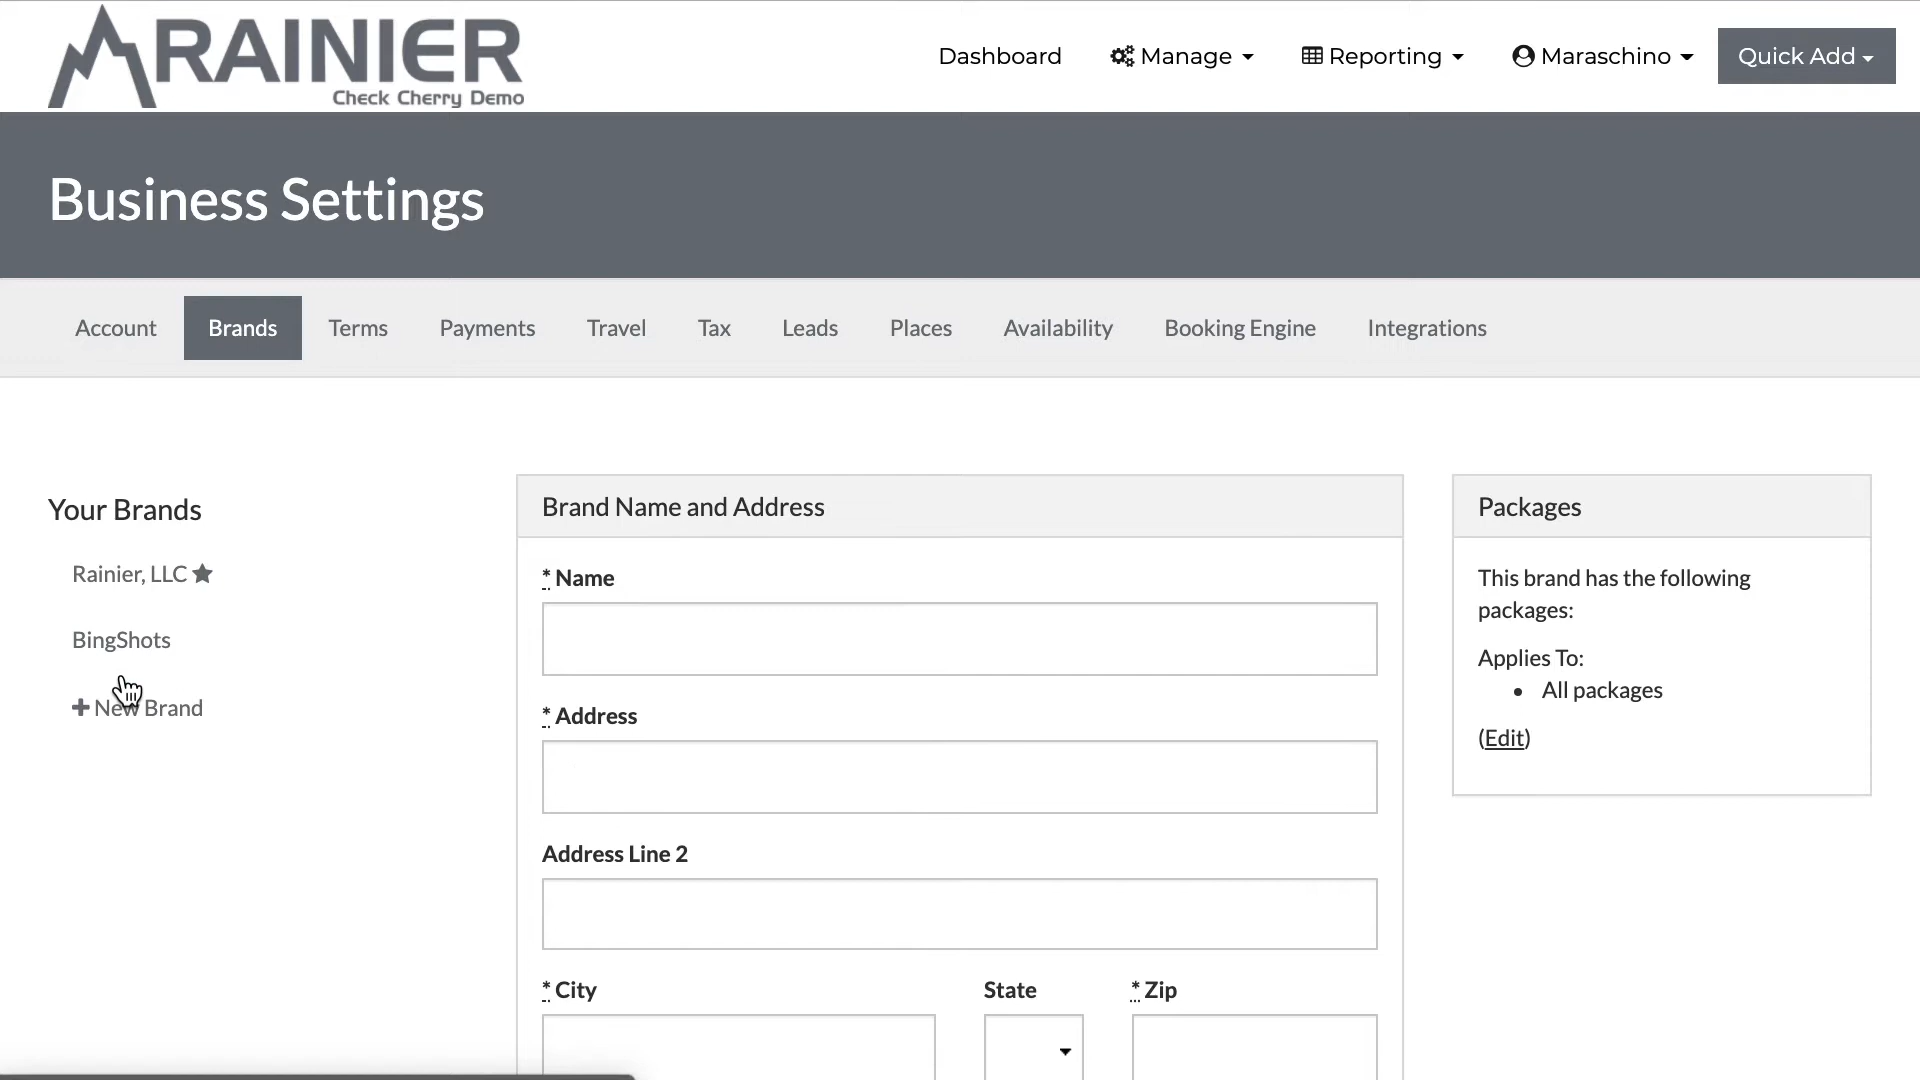 RAINIER
Check Cherry Demo
Dashboard
Manage
Reporting
Maraschino
Quick Add
Business Settings
Account
Brands
Terms
Payments
Travel
Tax
Leads
Places
Availability
Booking Engine
Integrations
Your Brands
Rainier, LLC
BingShots
New Brand
Brand Name and Address
* Name
* Address
Address Line 2
* City
State
* Zip
Packages
This brand has the following
packages:
Applies To:
All packages
(Edit)